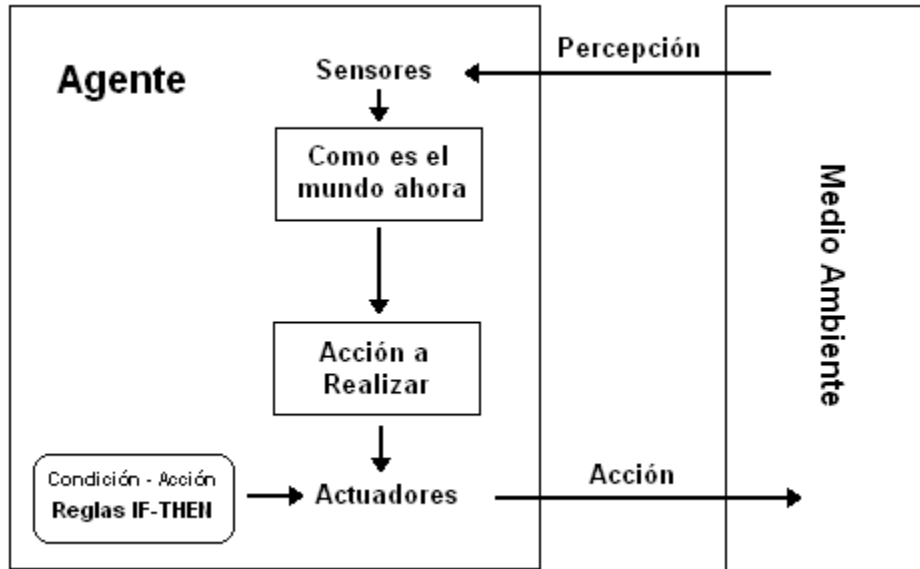 Agente
Sensores
Percepción
Como es el
mundo ahora
Acción a
Realizar
Condición - Acción
Reglas IF-THEN
Actuadores
Acción
Medio Ambiente